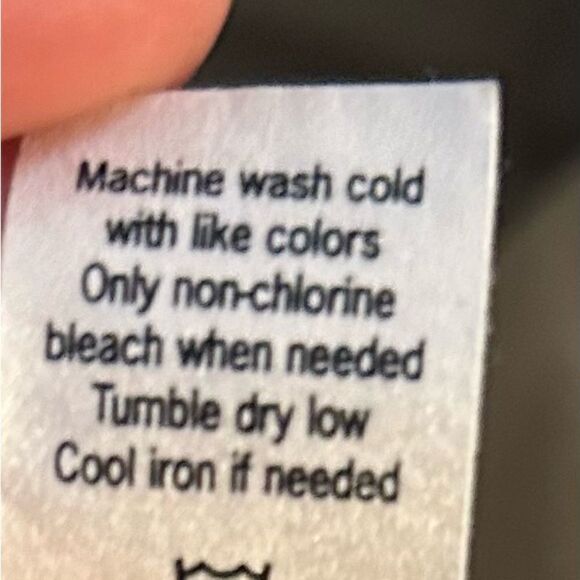 Machine wash cold
with like colors
Only non-chlorine
bleach when needed
Tumble dry low
Cool iron if needed